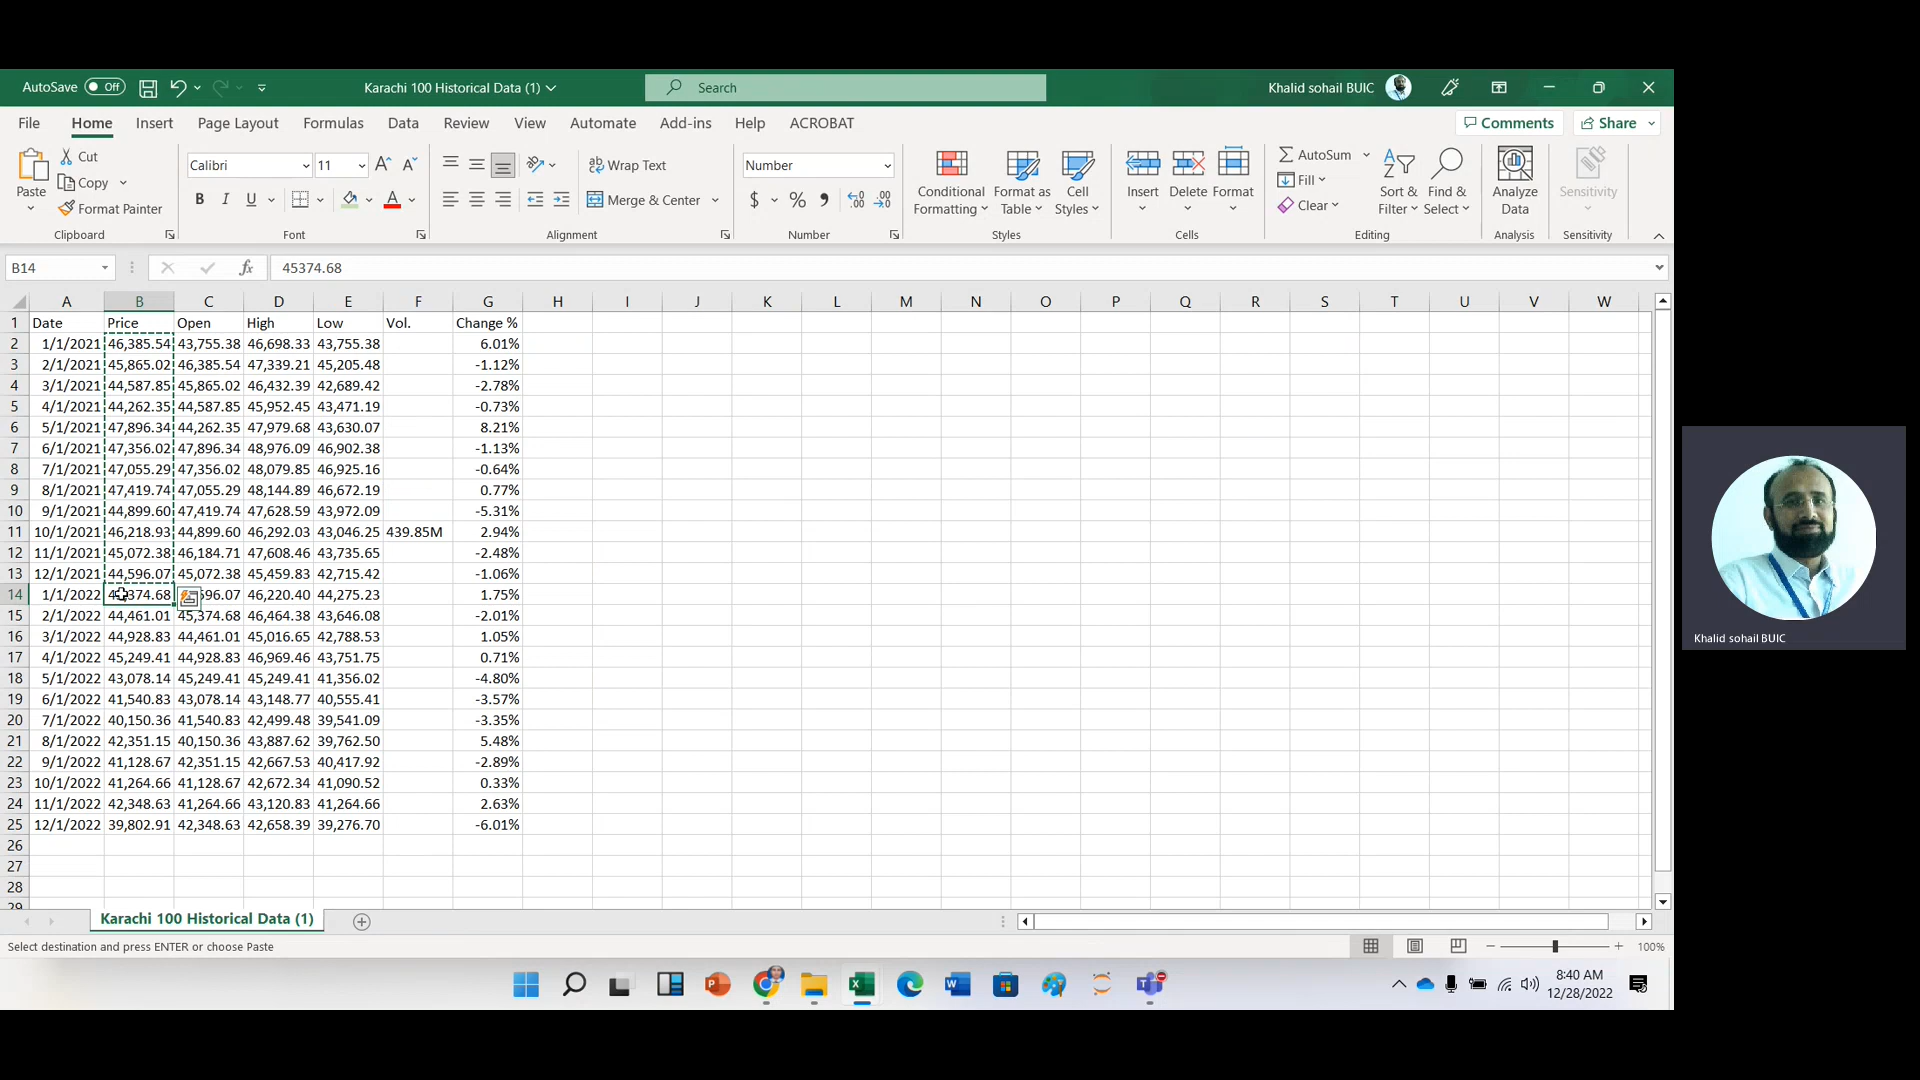 AutoSave Off Karachi 100 Historical Data (1) Search Khalid sohail BUIC
File Home Insert Page Layout Formulas Data Review View Automate Add-ins Help ACROBAT Comments Share
Paste Cut Copy Format Painter Clipboard
Calibri 11 B I U A A Font
Wrap Text Merge & Center Alignment
Number $ % Number
Conditional Formatting Format as Table Cell Styles Styles
Insert Delete Format Cells
AutoSum Fill Clear Sort & Filter Find & Select Editing
Analyze Data Analysis
Sensitivity Sensitivity
B14 fx 45374.68
A B C D E F G H I J K L M N O P Q R S T U V W
1 Date Price Open High Low Vol. Change %
2 1/1/2021 46,385.54 43,755.38 46,698.33 43,755.38 6.01%
3 2/1/2021 45,865.02 46,385.54 47,339.21 45,205.48 -1.12%
4 3/1/2021 44,587.85 45,865.02 46,432.39 42,689.42 -2.78%
5 4/1/2021 44,262.35 44,587.85 45,952.45 43,471.19 -0.73%
6 5/1/2021 47,896.34 44,262.35 47,979.68 43,630.07 8.21%
7 6/1/2021 47,356.02 47,896.34 48,976.09 46,902.38 -1.13%
8 7/1/2021 47,055.29 47,356.02 48,079.85 46,925.16 -0.64%
9 8/1/2021 47,419.74 47,055.29 48,144.89 46,672.19 0.77%
10 9/1/2021 44,899.60 47,419.74 47,628.59 43,972.09 -5.31%
11 10/1/2021 46,218.93 44,899.60 46,292.03 43,046.25 439.85M 2.94%
12 11/1/2021 45,072.38 46,184.71 47,608.46 43,735.65 -2.48%
13 12/1/2021 44,596.07 45,072.38 45,459.83 42,715.42 -1.06%
14 1/1/2022 374.68 596.07 46,220.40 44,275.23 1.75%
15 2/1/2022 44,461.01 45,374.68 46,464.38 43,646.08 -2.01%
16 3/1/2022 44,928.83 44,461.01 45,016.65 42,788.53 1.05%
17 4/1/2022 45,249.41 44,928.83 46,969.46 43,751.75 0.71%
18 5/1/2022 43,078.14 45,249.41 45,249.41 41,356.02 -4.80%
19 6/1/2022 41,540.83 43,078.14 43,148.77 40,555.41 -3.57%
20 7/1/2022 40,150.36 41,540.83 42,499.48 39,541.09 -3.35%
21 8/1/2022 42,351.15 40,150.36 43,887.62 39,762.50 5.48%
22 9/1/2022 41,128.67 42,351.15 42,667.53 40,417.92 -2.89%
23 10/1/2022 41,264.66 41,128.67 42,672.34 41,090.52 0.33%
24 11/1/2022 42,348.63 41,264.66 43,120.83 41,264.66 2.63%
25 12/1/2022 39,802.91 42,348.63 42,658.39 39,276.70 -6.01%
26
27
28
29
Karachi 100 Historical Data (1)
Select destination and press ENTER or choose Paste 100%
8:40 AM
12/28/2022
Khalid sohail BUIC